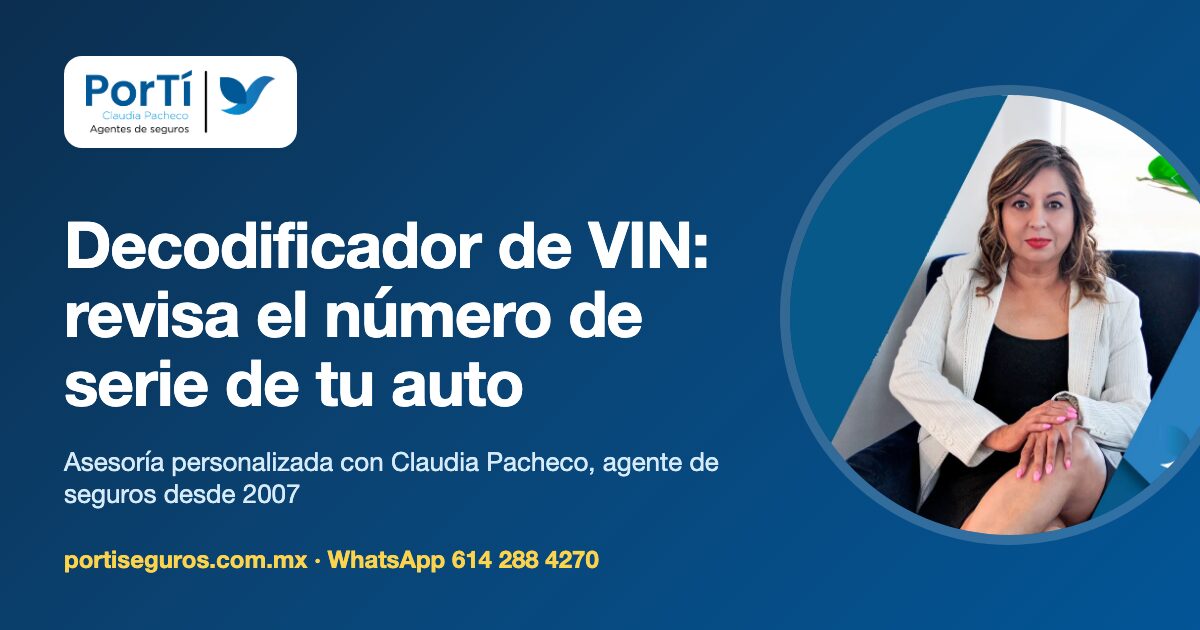 PorTí
Claudia Pacheco
Agentes de seguros
Decodificador de VIN:
revisa el número de
serie de tu auto
Asesoría personalizada con Claudia Pacheco, agente de
seguros desde 2007
portiseguros.com.mx · WhatsApp 614 288 4270